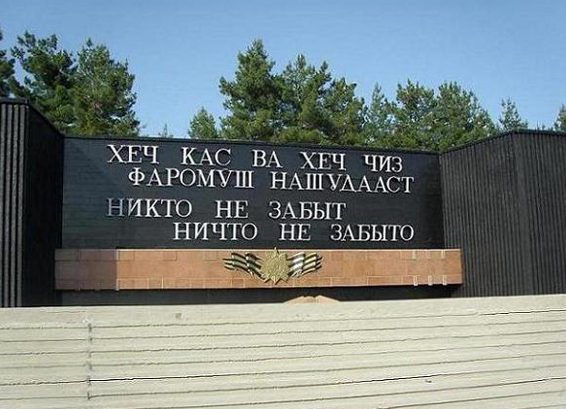 ХЕЧ КАС ВА ХЕЧ ЧИЗ
ФАРОМУШ НАШУДААСТ
НИКТО НЕ ЗАБЫТ
НИЧТО НЕ ЗАБЫТО